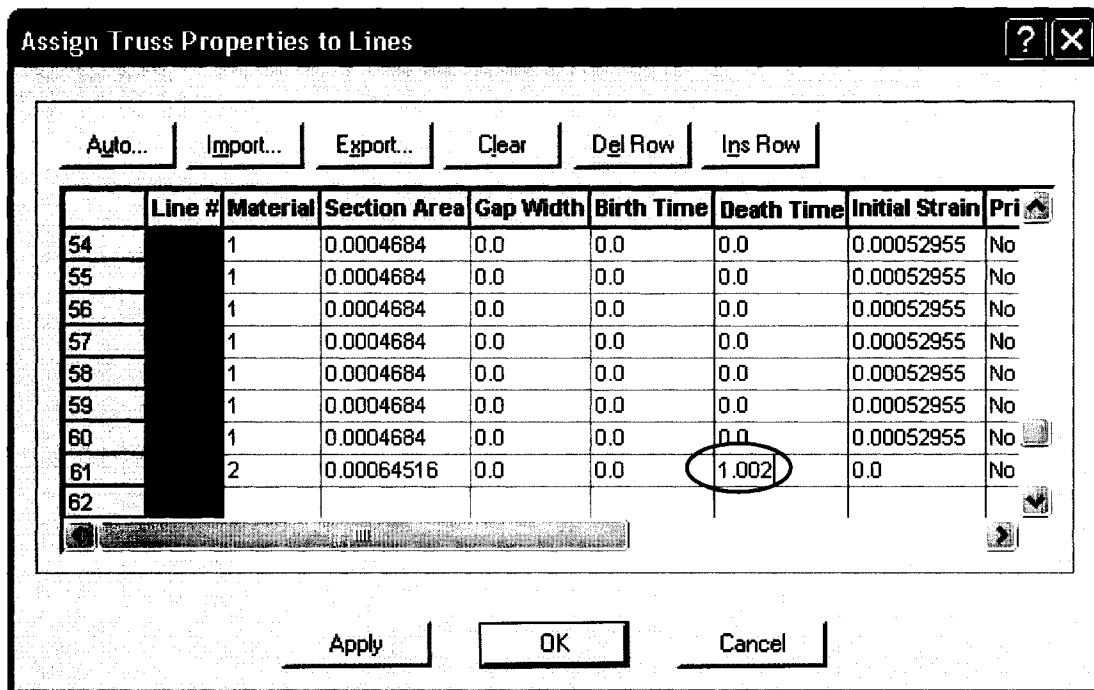 Assign Truss Properties to Lines
Auto... Import... Export... Clear Del Row Ins Row
Line # Material Section Area Gap Width Birth Time Death Time Initial Strain Pri
54 1 0.0004684 0.0 0.0 0.0 0.00052955 No
55 1 0.0004684 0.0 0.0 0.0 0.00052955 No
56 1 0.0004684 0.0 0.0 0.0 0.00052955 No
57 1 0.0004684 0.0 0.0 0.0 0.00052955 No
58 1 0.0004684 0.0 0.0 0.0 0.00052955 No
59 1 0.0004684 0.0 0.0 0.0 0.00052955 No
60 1 0.0004684 0.0 0.0 0.0 0.00052955 No
61 2 0.00064516 0.0 0.0 1.002 0.0 No
62
Apply OK Cancel